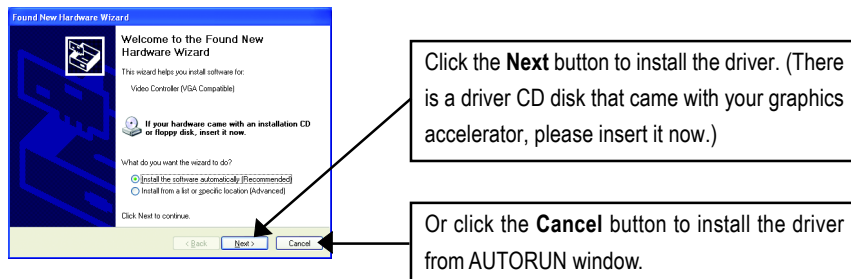 Found New Hardware Wizard
Welcome to the Found New
Hardware Wizard
This wizard helps you install software for:
Video Controller (VGA Compatible)
If your hardware came with an installation CD
or floppy disk, insert it now.
What do you want the wizard to do?
Install the software automatically (Recommended)
Install from a list or specific location (Advanced)
Click Next to continue.
< Back
Next >
Cancel
Click the Next button to install the driver. (There
is a driver CD disk that came with your graphics
accelerator, please insert it now.)
Or click the Cancel button to install the driver
from AUTORUN window.